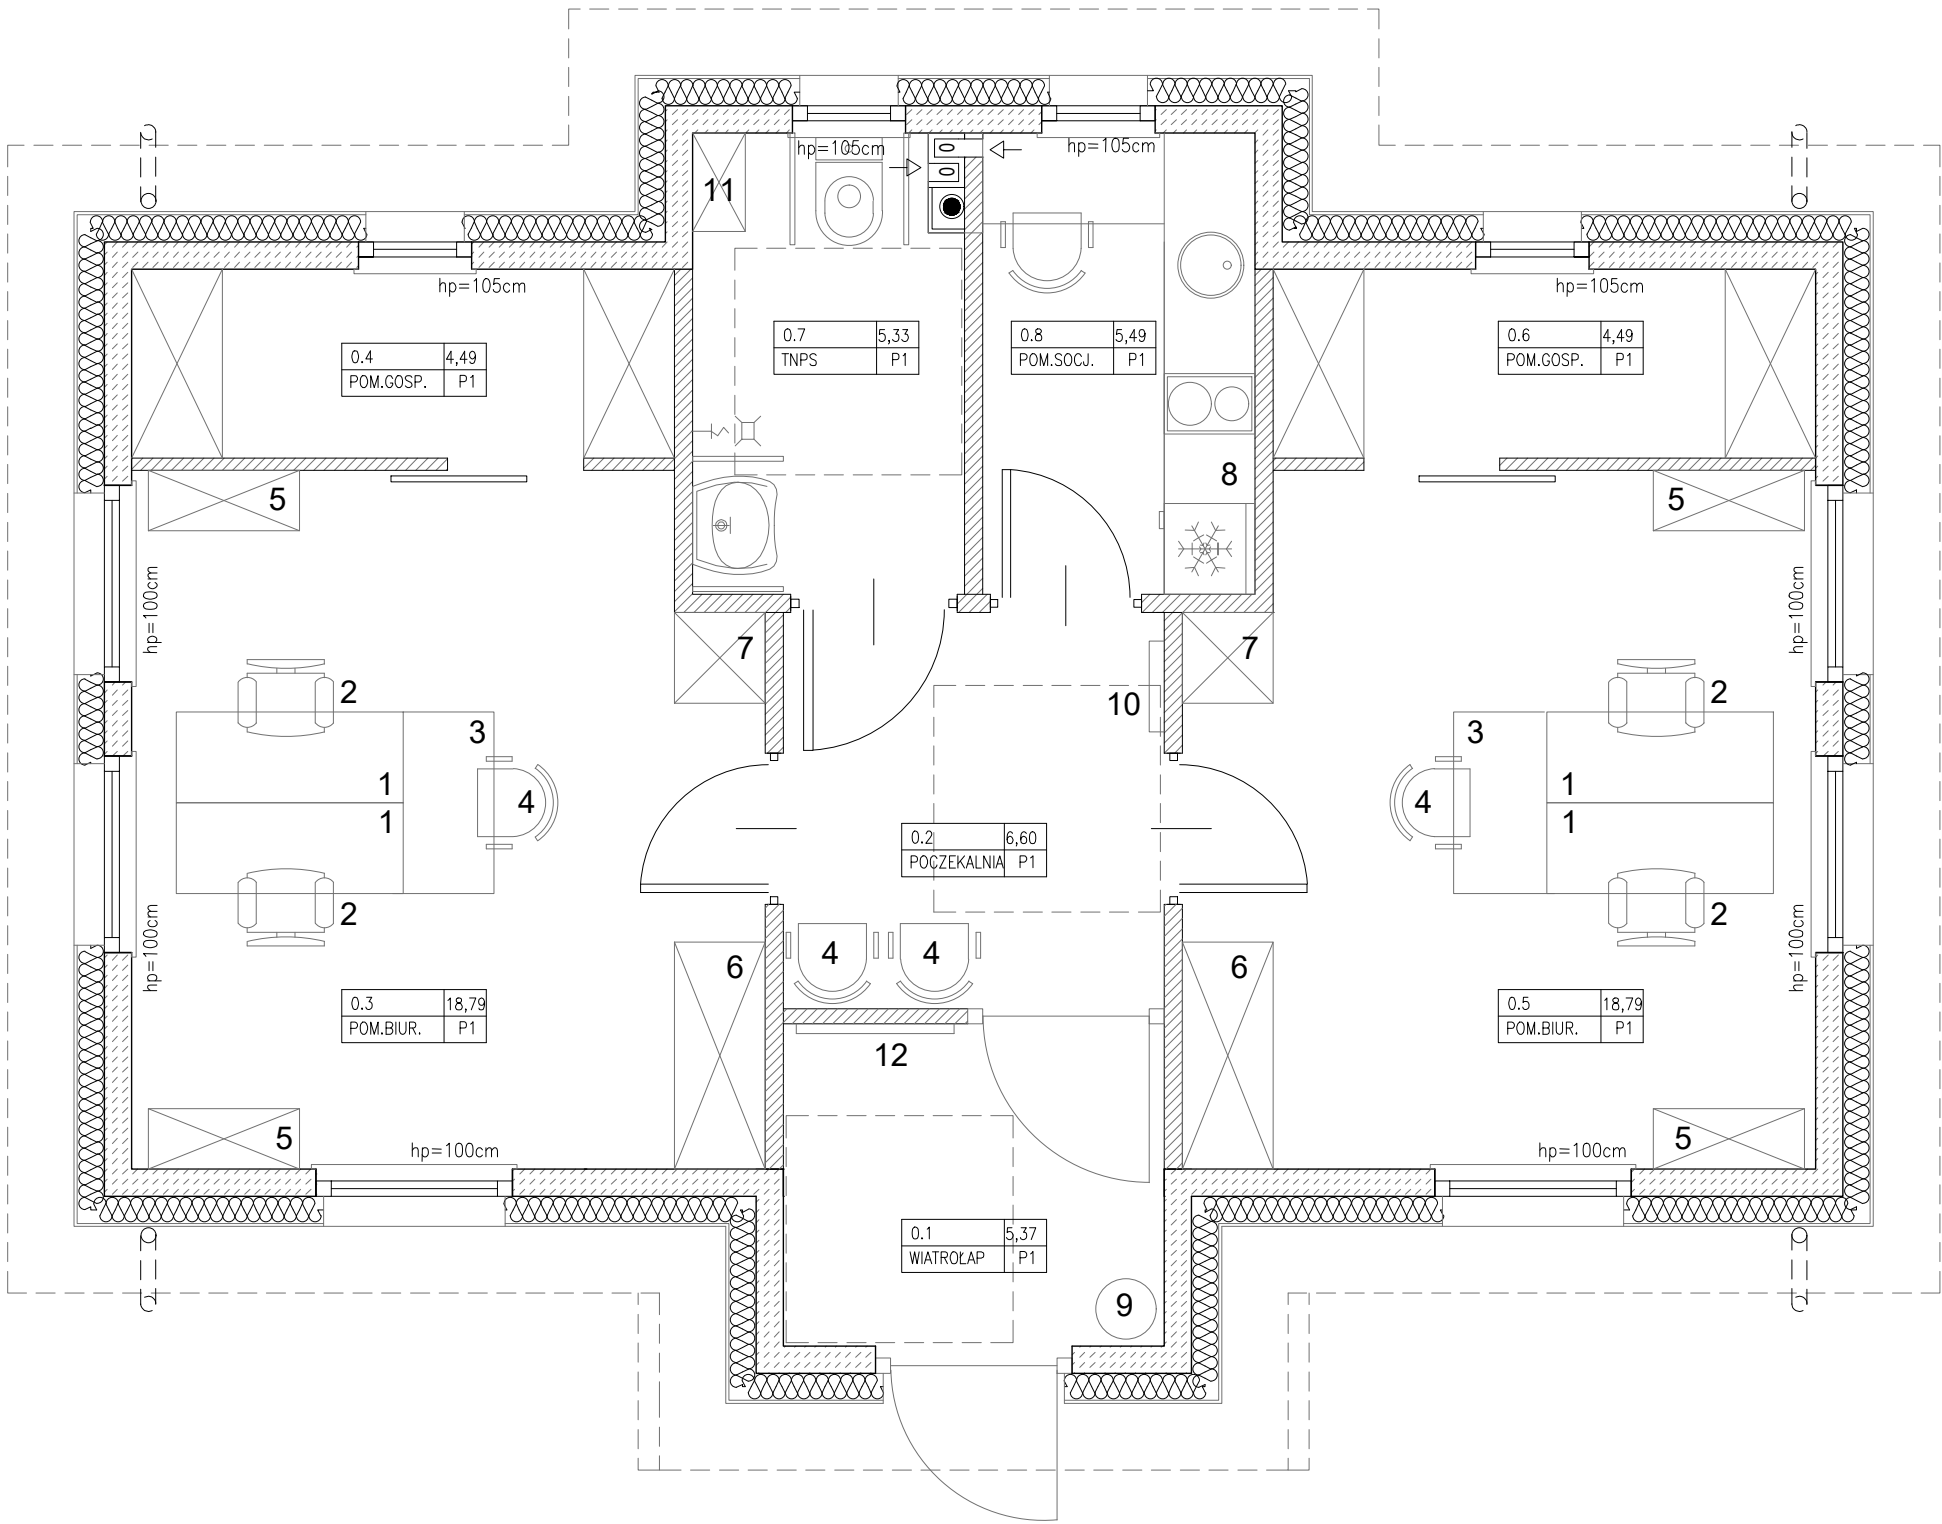 hp=105cm
hp=105cm
11
hp=105cm
hp=105cm
0.4 4,49
POM.GOSP. P1
0.7 5,33
TNPS P1
0.8 5,49
POM.SOCJ. P1
0.6 4,49
POM.GOSP. P1
5
8
5
hp=100cm
hp=100cm
7
7
2
10
2
3
3
1
4
4
1
1
1
0.2 6,60
POCZEKALNIA P1
2
2
hp=100cm
hp=100cm
4
4
6
6
0.3 18,79
POM.BIUR. P1
0.5 18,79
POM.BIUR. P1
12
5
5
hp=100cm
hp=100cm
0.1 5,37
WIATROŁAP P1
9